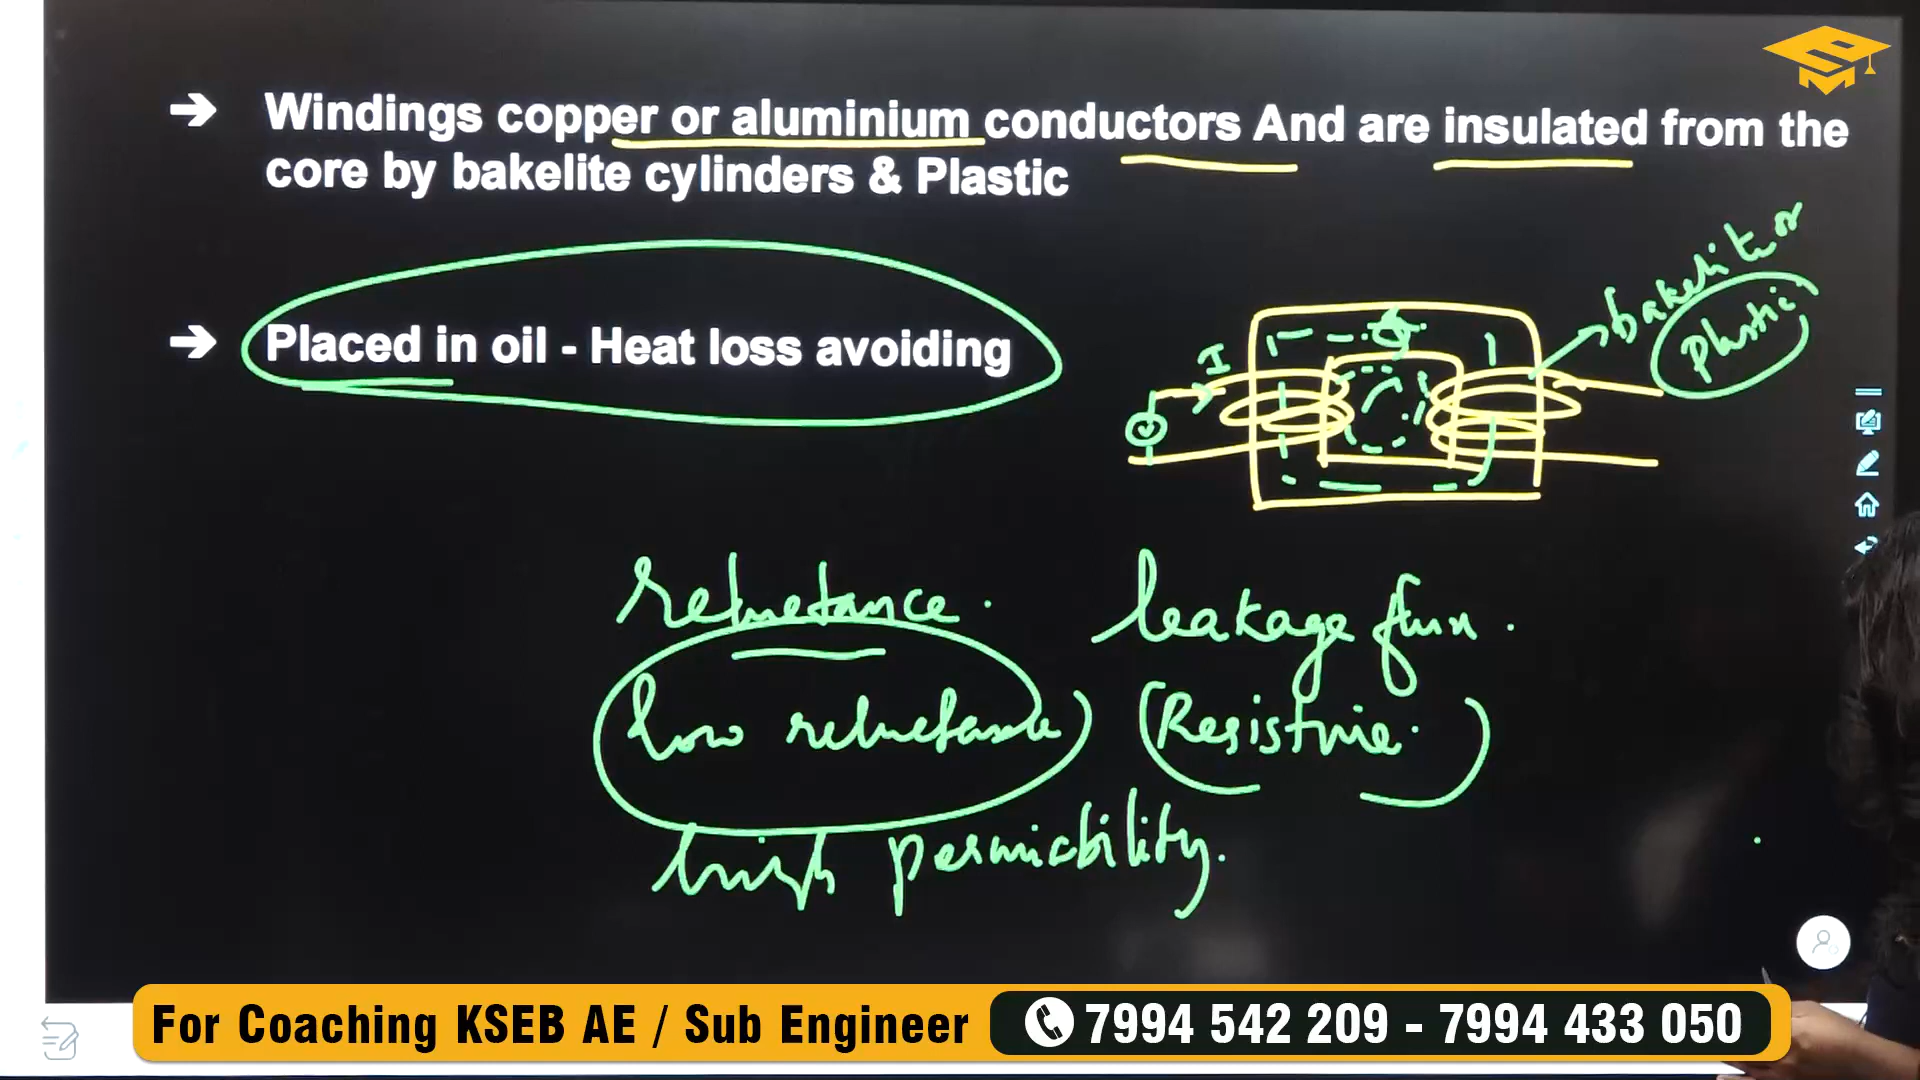 → Windings copper or aluminium conductors And are insulated from the
core by bakelite cylinders & Plastic
bakelite or
plastic
→ Placed in oil - Heat loss avoiding
I
reluctance.
leakage flux.
low reluctance
(Resistive.)
high permiability.
For Coaching KSEB AE / Sub Engineer 7994 542 209 - 7994 433 050